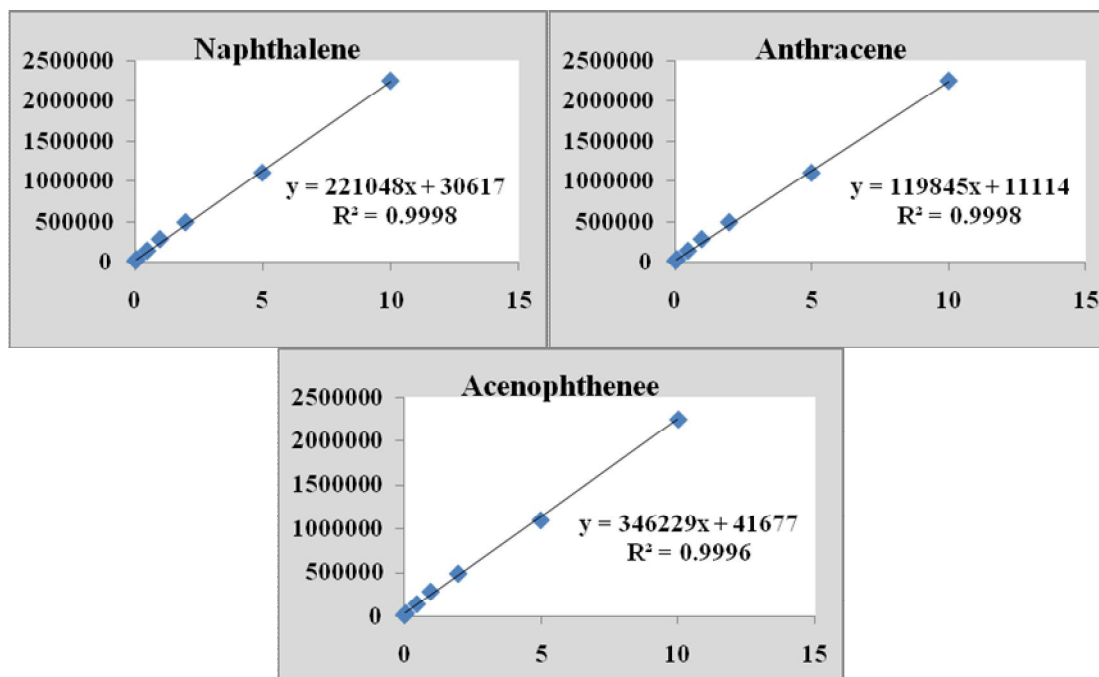 Naphthalene
2500000
2000000
1500000
1000000
500000
0
0 5 10 15
y = 221048x + 30617
R² = 0.9998
Anthracene
2500000
2000000
1500000
1000000
500000
0
0 5 10 15
y = 119845x + 11114
R² = 0.9998
Acenophthenee
2500000
2000000
1500000
1000000
500000
0
0 5 10 15
y = 346229x + 41677
R² = 0.9996